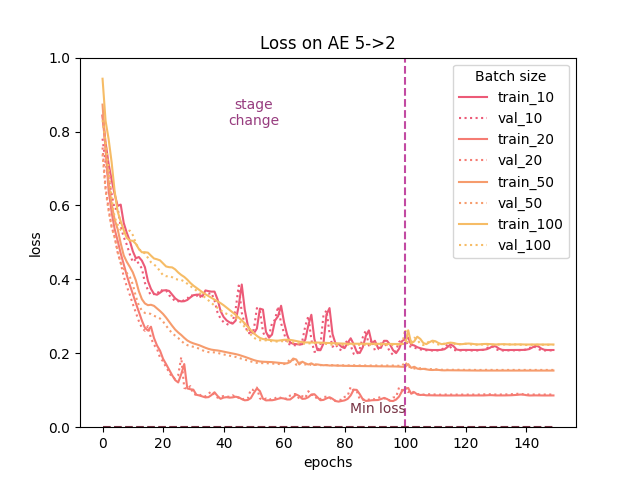 Loss on AE 5->2
1.0
0.8
0.6
0.4
0.2
0.0
loss
stage
change
Min loss
Batch size
train_10
val_10
train_20
val_20
train_50
val_50
train_100
val_100
0 20 40 60 80 100 120 140
epochs